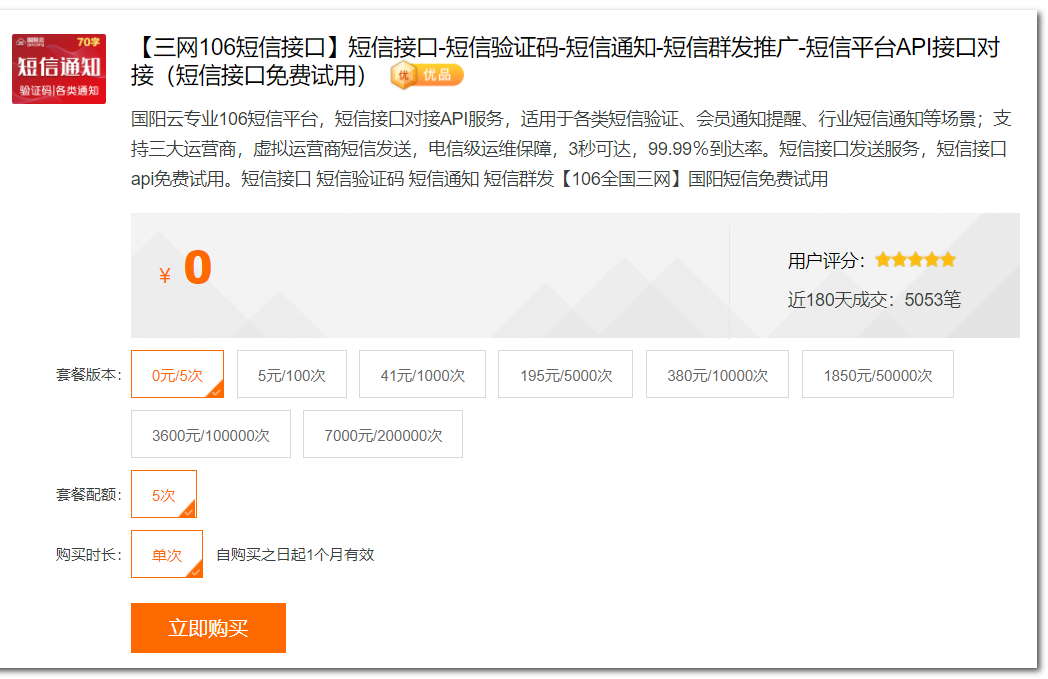 国阳云
70字
短信通知
验证码|各类通知
【三网106短信接口】短信接口-短信验证码-短信通知-短信群发推广-短信平台API接口对
接（短信接口免费试用） 优 优品
国阳云专业106短信平台，短信接口对接API服务，适用于各类短信验证、会员通知提醒、行业短信通知等场景；支
持三大运营商，虚拟运营商短信发送，电信级运维保障，3秒可达，99.99%到达率。短信接口发送服务，短信接口
api免费试用。短信接口 短信验证码 短信通知 短信群发【106全国三网】国阳短信免费试用
¥ 0
用户评分：
近180天成交：5053笔
套餐版本： 0元/5次 5元/100次 41元/1000次 195元/5000次 380元/10000次 1850元/50000次
3600元/100000次 7000元/200000次
套餐配额： 5次
购买时长： 单次 自购买之日起1个月有效
立即购买